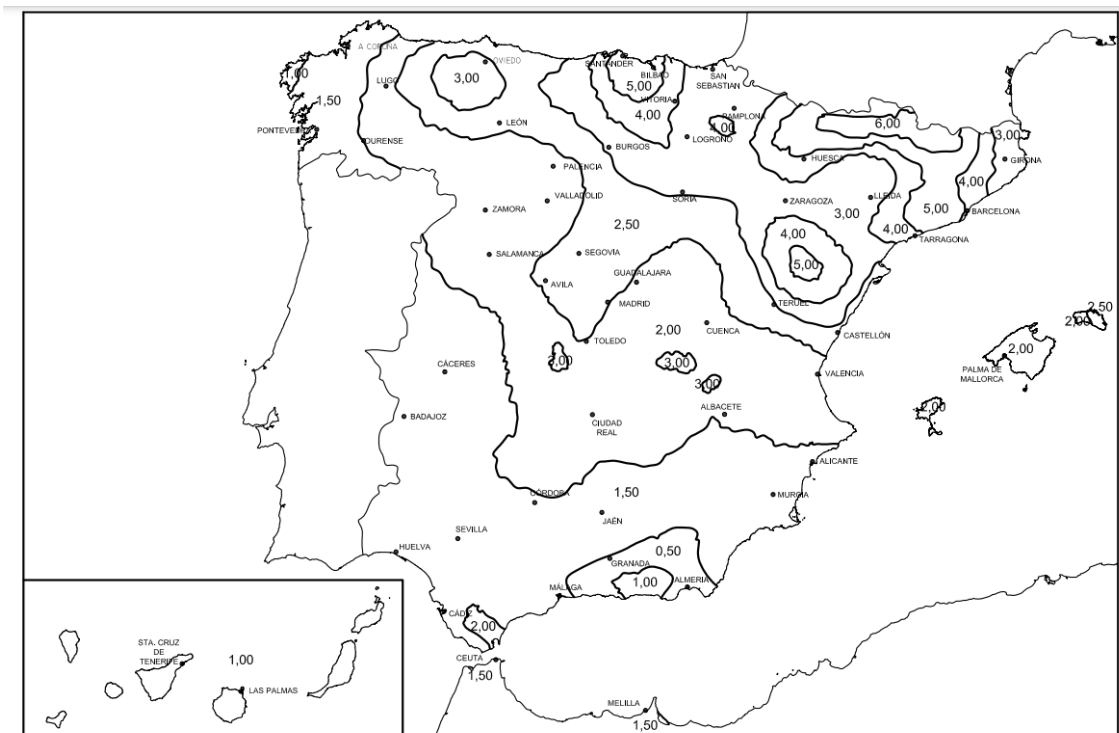 A CORUÑA
OVIEDO
SANTANDER
BILBAO
SAN
SEBASTIAN
3,00
5,00
LUGO
1,50
VITORIA
4,00
PAMPLONA
4,00
6,00
LEÓN
PONTEVEDRA
OURENSE
LOGROÑO
BURGOS
3,00
HUESCA
GIRONA
PALENCIA
4,00
VALLADOLID
ZAMORA
SORIA
ZARAGOZA
LLEIDA
3,00
5,00
BARCELONA
2,50
4,00
4,00
TARRAGONA
SALAMANCA
SEGOVIA
5,00
GUADALAJARA
AVILA
MADRID
TERUEL
2,50
2,00
2,00
CUENCA
CASTELLÓN
TOLEDO
2,00
PALMA DE
MALLORCA
3,00
CÁCERES
VALENCIA
3,00
2,00
BADAJOZ
CIUDAD
REAL
ALBACETE
ALICANTE
1,50
CÓRDOBA
MURCIA
JAÉN
SEVILLA
HUELVA
0,50
GRANADA
1,00
ALMERIA
MÁLAGA
CÁDIZ
2,00
STA. CRUZ
DE
TENERIFE
1,00
CEUTA
1,50
LAS PALMAS
MELILLA
1,50